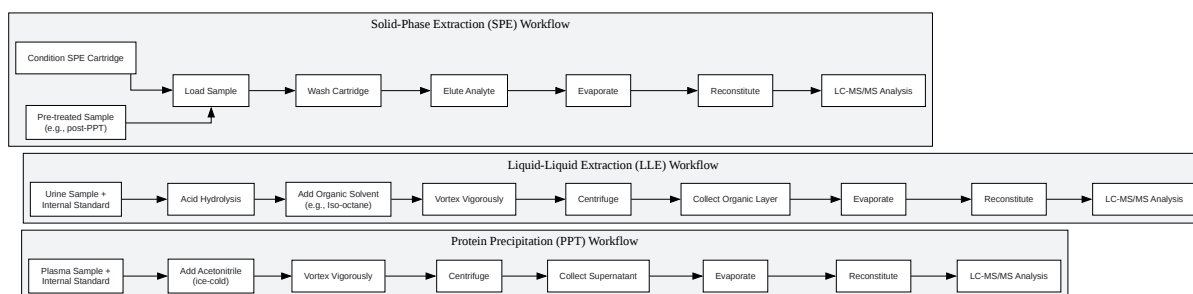 Solid-Phase Extraction (SPE) Workflow
Condition SPE Cartridge
Load Sample
Wash Cartridge
Elute Analyte
Evaporate
Reconstitute
LC-MS/MS Analysis
Pre-treated Sample
(e.g., post-PPT)
Liquid-Liquid Extraction (LLE) Workflow
Urine Sample +
Internal Standard
Acid Hydrolysis
Add Organic Solvent
(e.g., Iso-octane)
Vortex Vigorously
Centrifuge
Collect Organic Layer
Evaporate
Reconstitute
LC-MS/MS Analysis
Protein Precipitation (PPT) Workflow
Plasma Sample +
Internal Standard
Add Acetonitrile
(ice-cold)
Vortex Vigorously
Centrifuge
Collect Supernatant
Evaporate
Reconstitute
LC-MS/MS Analysis